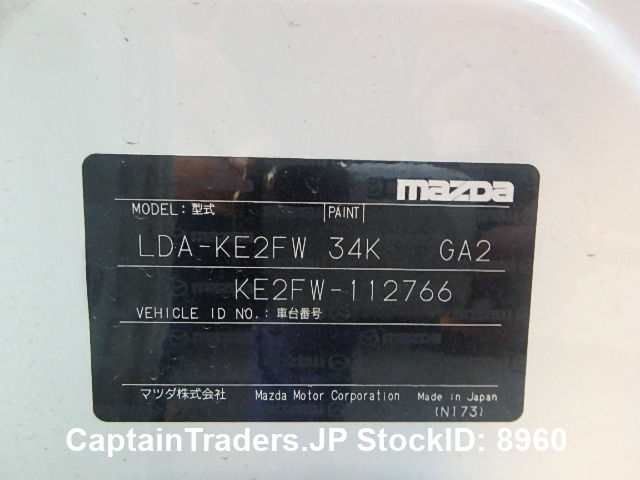 mazda
MODEL: 型式 |PAINT|
LDA-KE2FW 34K GA2
KE2FW-112766
VEHICLE ID NO.: 車台番号
マツダ株式会社 Mazda Motor Corporation Made in Japan
(N173)
CaptainTraders.JP StockID: 8960